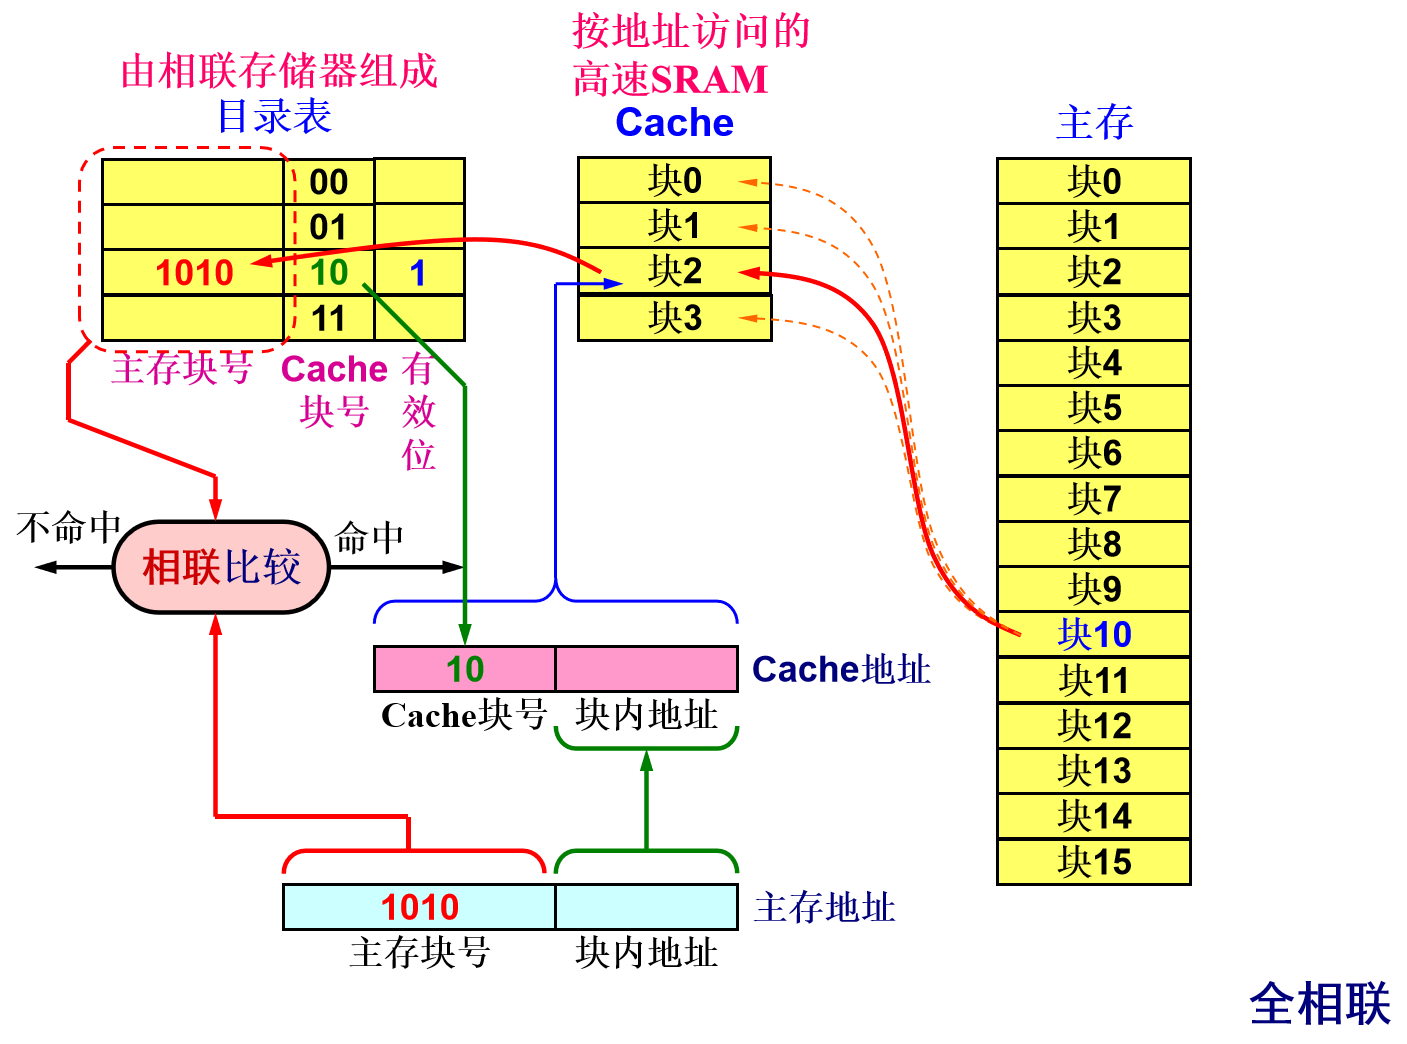 由相联存储器组成
目录表
00
01
1010 10 1
11
主存块号
Cache
块号
有
效
位
按地址访问的
高速SRAM
Cache
块0
块1
块2
块3
主存
块0
块1
块2
块3
块4
块5
块6
块7
块8
块9
块10
块11
块12
块13
块14
块15
不命中
相联比较
命中
10
Cache地址
Cache块号
块内地址
1010
主存地址
主存块号
块内地址
全相联